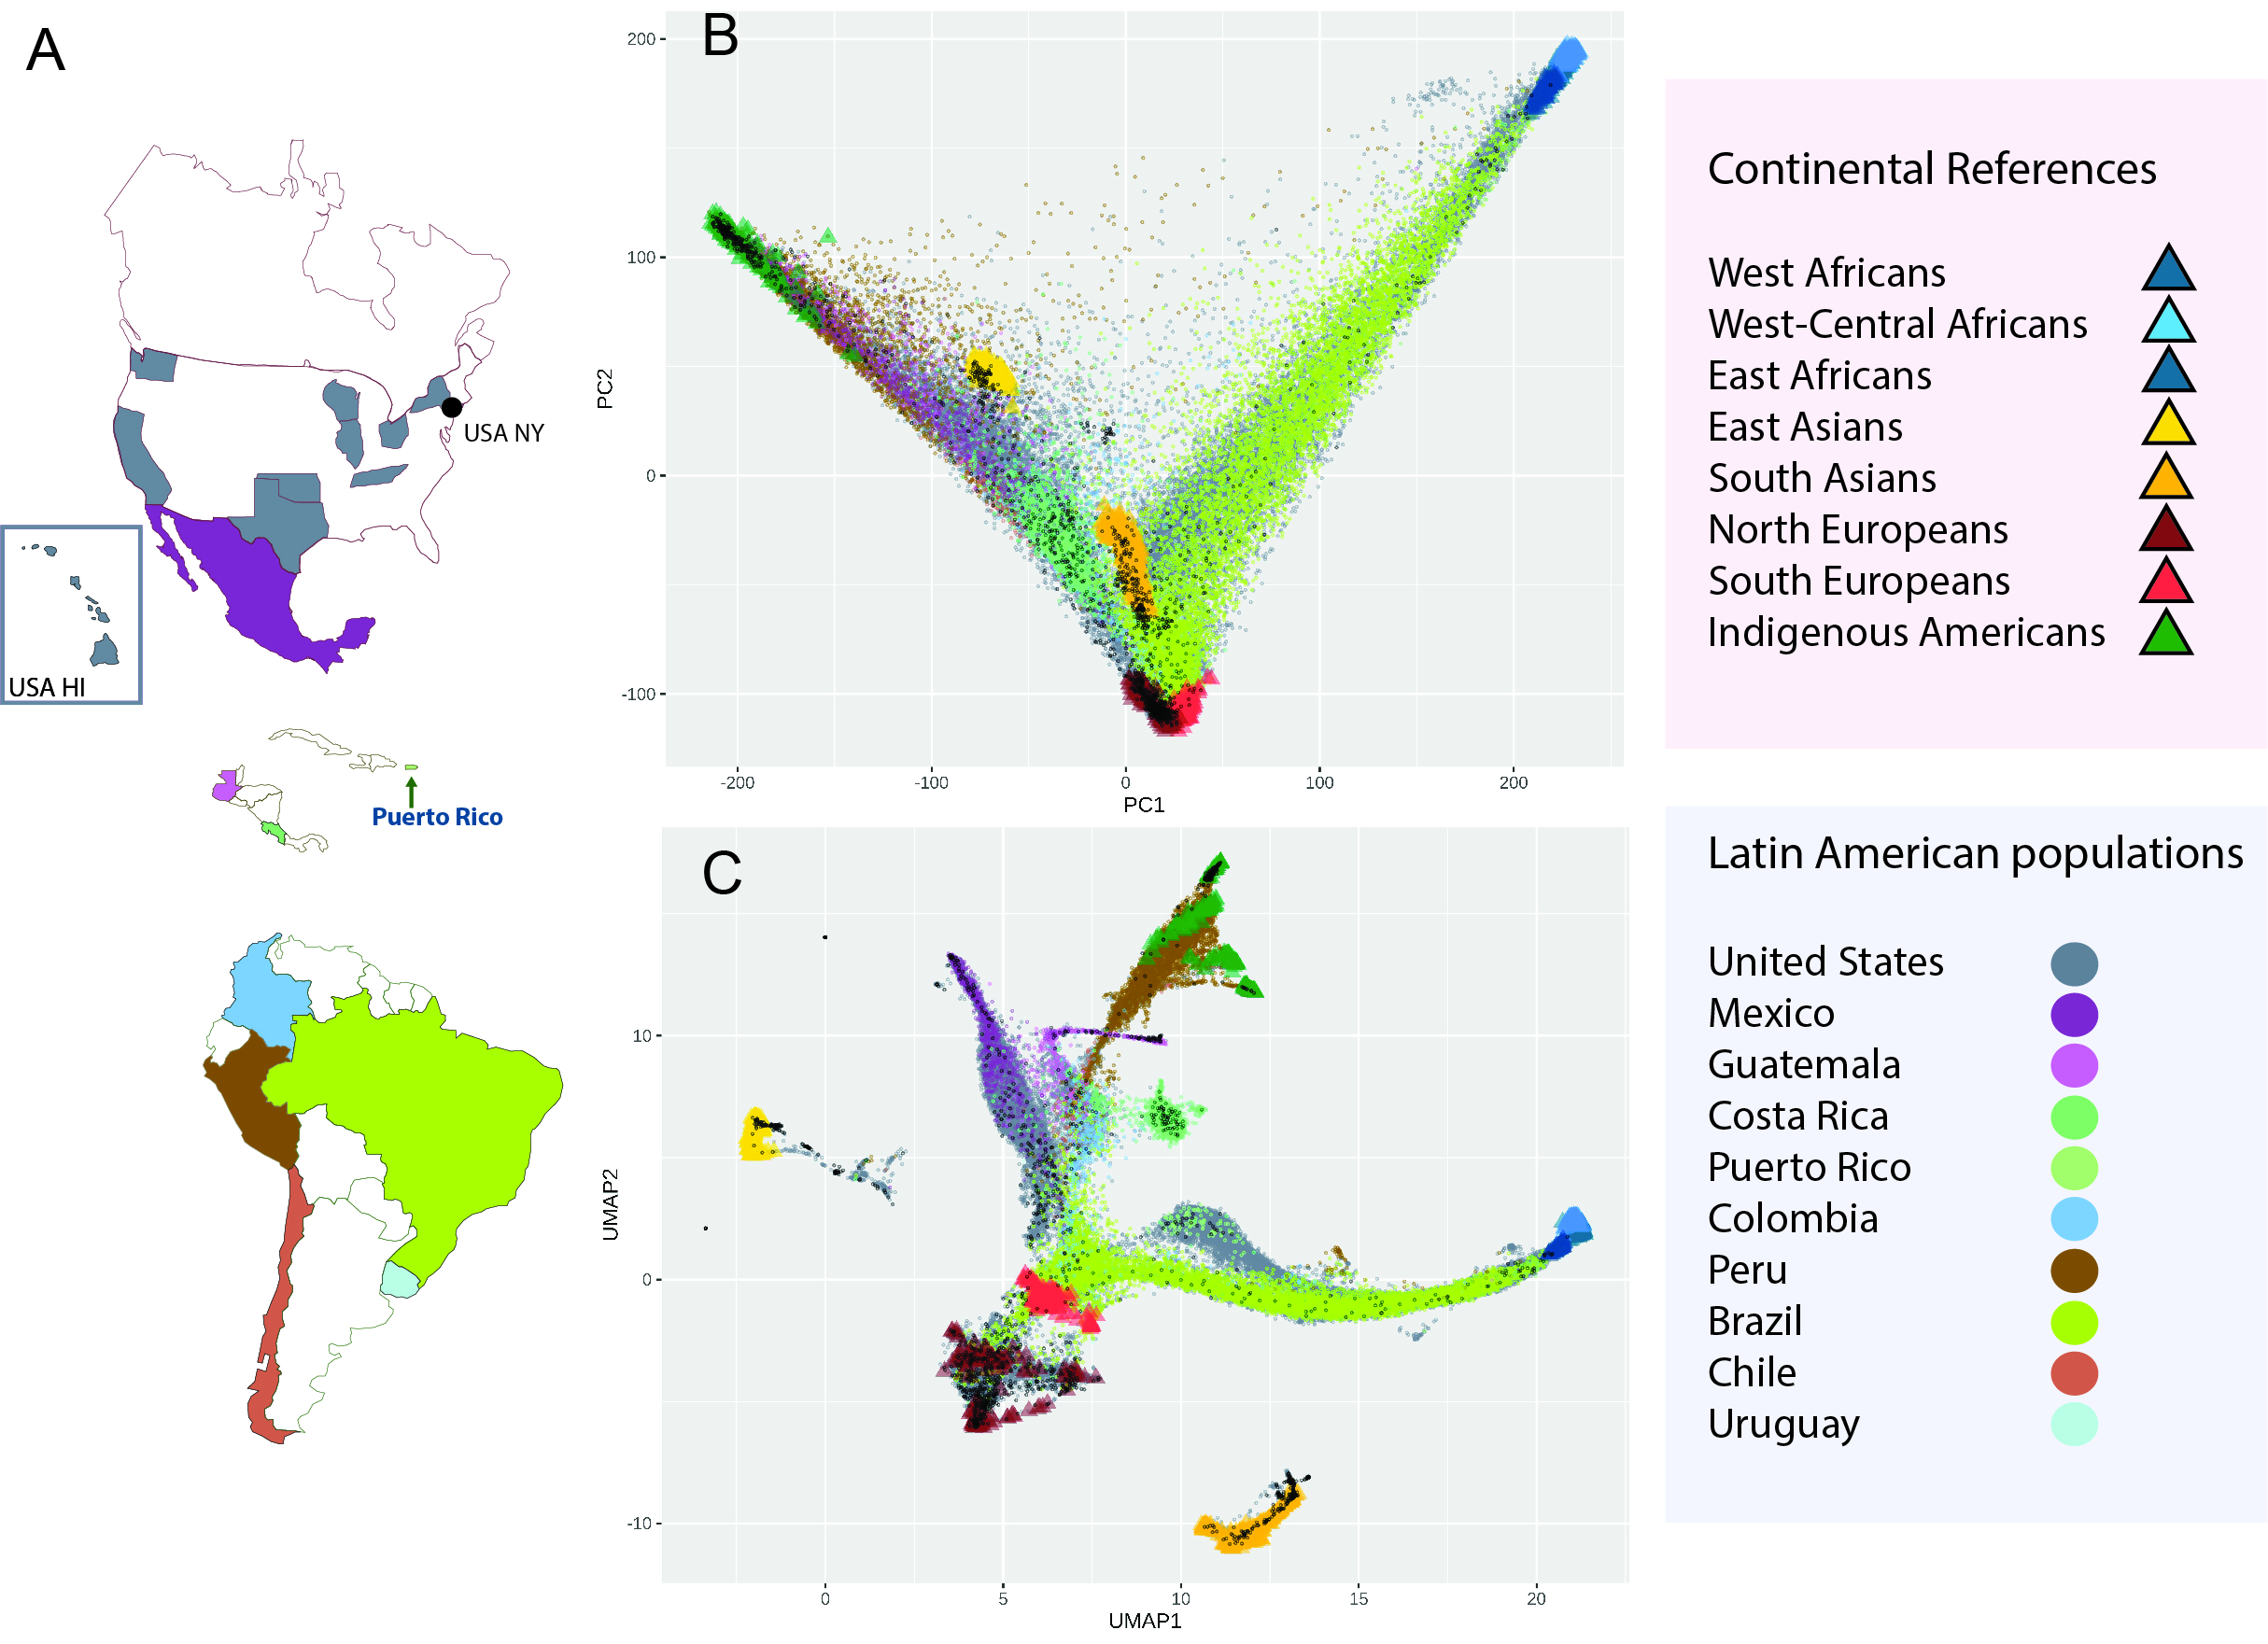 A
USA NY
USA HI
Puerto Rico
B
200
100
0
-100
PC2
-200
-100
0
100
200
PC1
C
10
0
-10
UMAP2
0
5
10
15
20
UMAP1
Continental References
West Africans
West-Central Africans
East Africans
East Asians
South Asians
North Europeans
South Europeans
Indigenous Americans
Latin American populations
United States
Mexico
Guatemala
Costa Rica
Puerto Rico
Colombia
Peru
Brazil
Chile
Uruguay